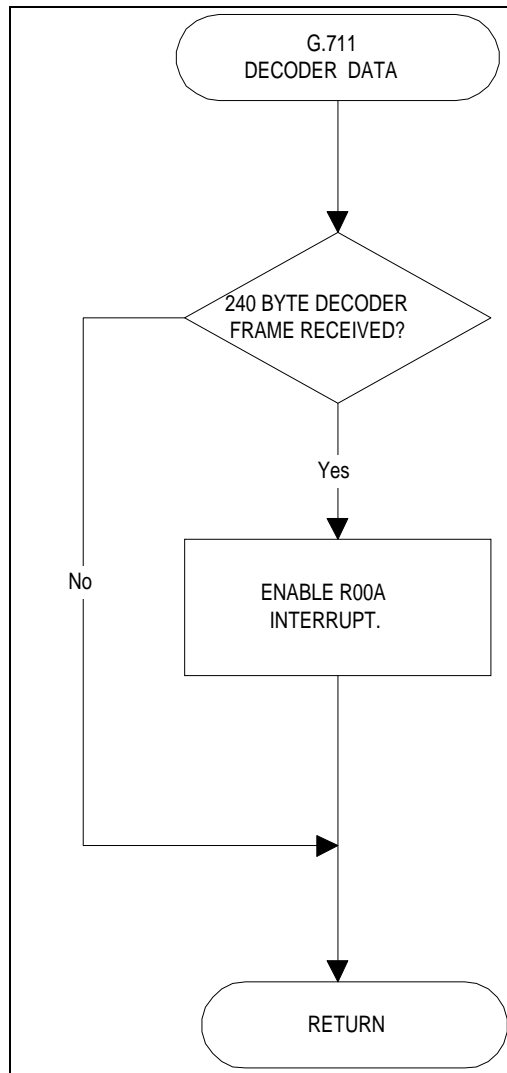 G.711
DECODER DATA
240 BYTE DECODER
FRAME RECEIVED?
Yes
No
ENABLE R00A
INTERRUPT.
RETURN